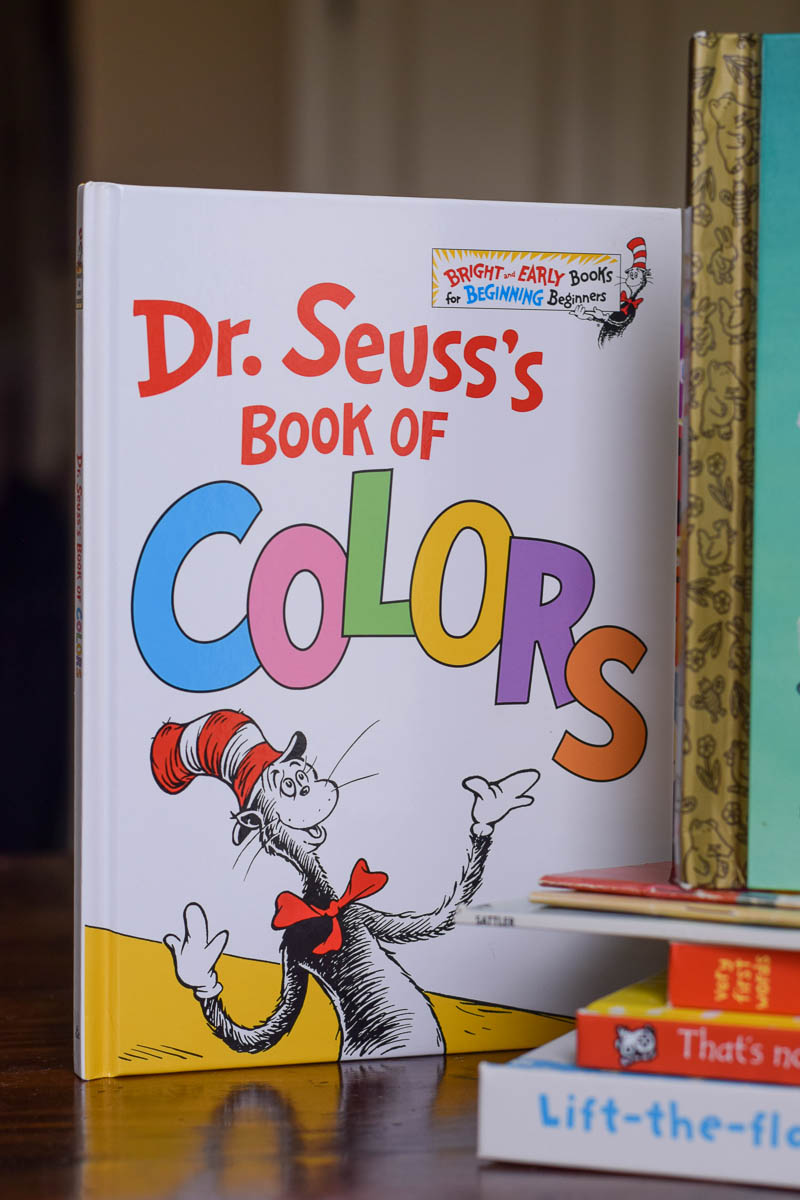 BRIGHT and EARLY Books
for BEGINNING Beginners
Dr. Seuss's
BOOK OF
COLORS
Dr. Seuss's Book of Colors
SATTLER
very
first
words
That's no
Lift-the-fla